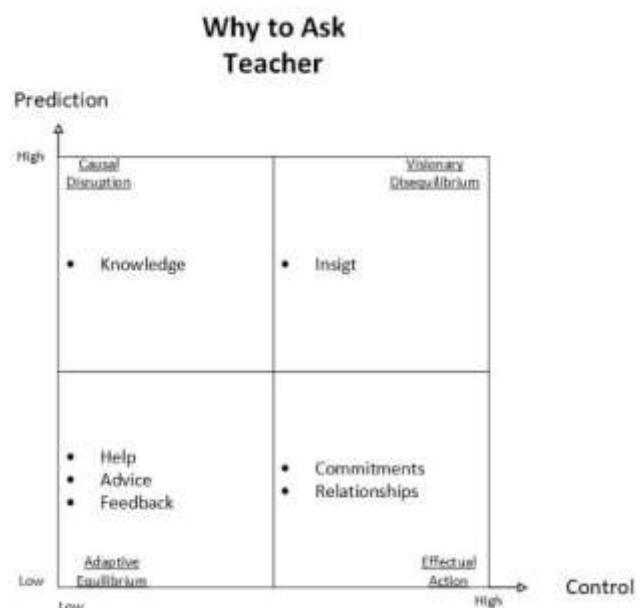 Why to Ask
Teacher
Prediction
High
Causal
Disruption
Visionary
Disequilibrium
• Knowledge
• Insigt
• Help
• Advice
• Feedback
• Commitments
• Relationships
Adaptive
Equilibrium
Effectual
Action
Low
Low
High
Control